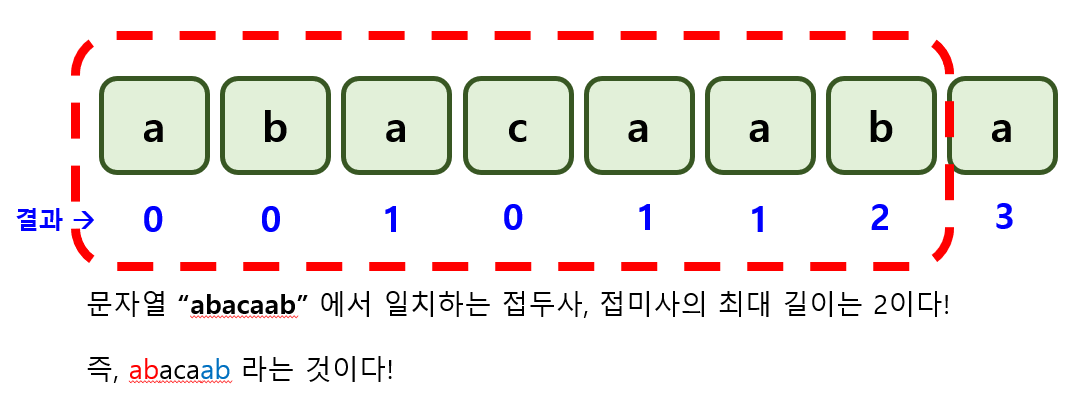 a b a c a a b a
결과 → 0 0 1 0 1 1 2 3
문자열 “abacaab” 에서 일치하는 접두사, 접미사의 최대 길이는 2이다!
즉, abacaab 라는 것이다!